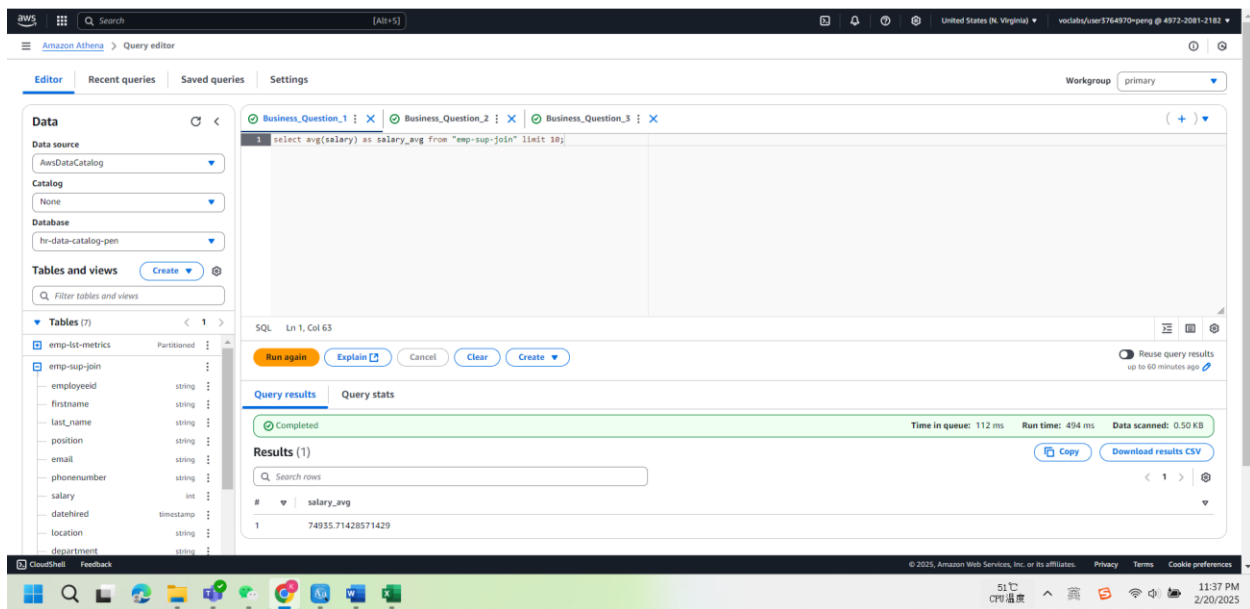 aws Search [Alt+S] United States (N. Virginia) voclabs/user3764970=peng @ 4972-2081-2182
Amazon Athena > Query editor
Editor Recent queries Saved queries Settings Workgroup primary
Data
Business_Question_1 Business_Question_2 Business_Question_3
1 select avg(salary) as salary_avg from "emp-sup-join" limit 10;
Data source
AwsDataCatalog
Catalog
None
Database
hr-data-catalog-pen
Tables and views Create
Filter tables and views
Tables (7) < 1 >
emp-lst-metrics Partitioned
emp-sup-join
employeeid string
firstname string
last_name string
position string
email string
phonenumber string
salary int
datehired timestamp
location string
department string
SQL Ln 1, Col 63
Run again Explain Cancel Clear Create
Reuse query results
up to 60 minutes ago
Query results Query stats
Completed Time in queue: 112 ms Run time: 494 ms Data scanned: 0.50 KB
Results (1) Copy Download results CSV
Search rows < 1 >
# salary_avg
1 74935.71428571429
CloudShell Feedback © 2025, Amazon Web Services, Inc. or its affiliates. Privacy Terms Cookie preferences
51℃
CPU温度
11:37 PM
2/20/2025